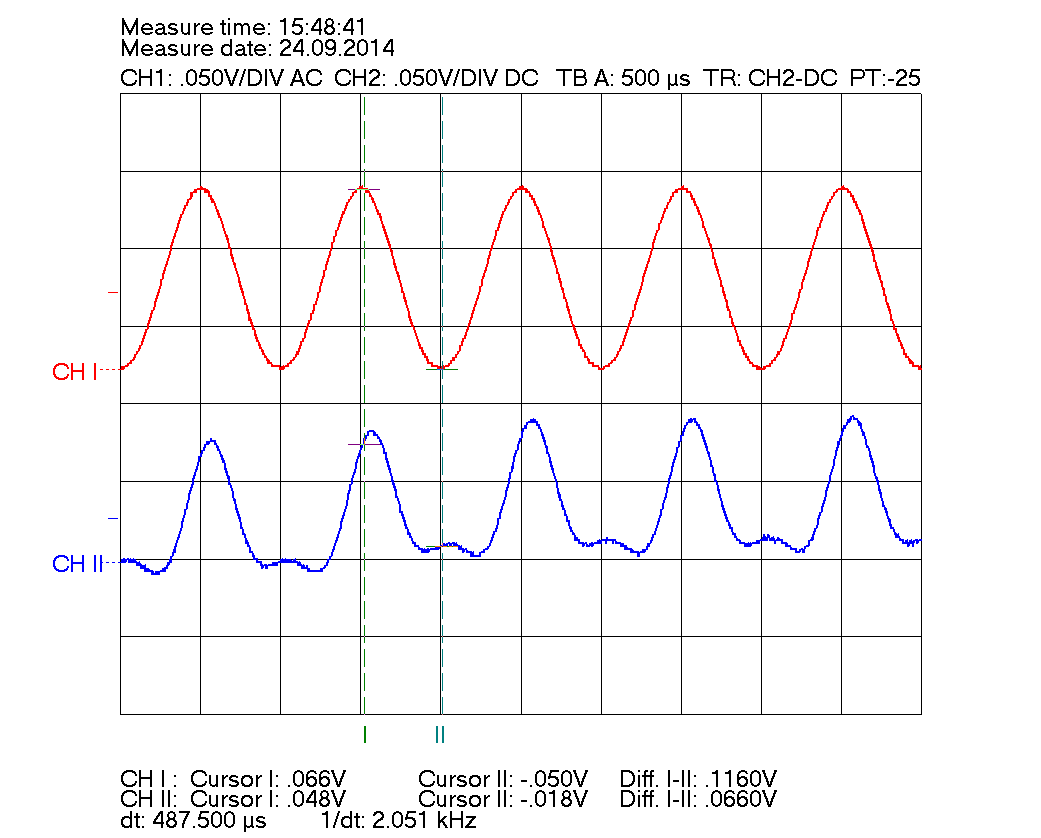 Measure time: 15:48:41
Measure date: 24.09.2014
CH1: .050V/DIV AC CH2: .050V/DIV DC TB A: 500 µs TR: CH2-DC PT:-25
CH I
CH II
I II
CH I : Cursor I: .066V Cursor II: -.050V Diff. I-II: .1160V
CH II: Cursor I: .048V Cursor II: -.018V Diff. I-II: .0660V
dt: 487.500 µs 1/dt: 2.051 kHz